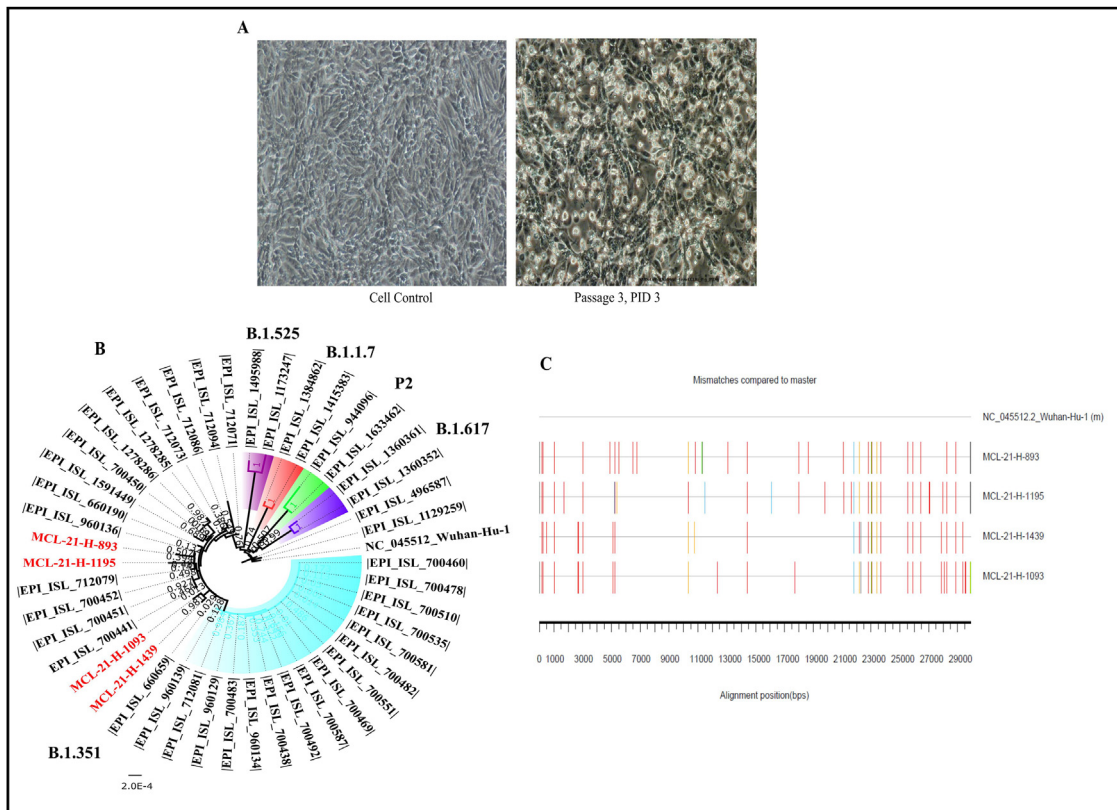 A
Cell Control
Passage 3, PID 3
B
B.1.525
B.1.1.7
P2
B.1.617
B.1.351
|EPI_ISL_1495988|
|EPI_ISL_1173247|
|EPI_ISL_1384862|
|EPI_ISL_1415383|
|EPI_ISL_944096|
|EPI_ISL_1633462|
|EPI_ISL_1360361|
|EPI_ISL_1360352|
|EPI_ISL_496587|
|EPI_ISL_1129259|
NC_045512_Wuhan-Hu-1
|EPI_ISL_700460|
|EPI_ISL_700478|
|EPI_ISL_700510|
|EPI_ISL_700535|
|EPI_ISL_700581|
|EPI_ISL_700482|
|EPI_ISL_700551|
|EPI_ISL_700469|
|EPI_ISL_700587|
|EPI_ISL_700492|
|EPI_ISL_700438|
|EPI_ISL_960134|
|EPI_ISL_700483|
|EPI_ISL_960129|
|EPI_ISL_712081|
|EPI_ISL_960139|
|EPI_ISL_660659|
MCL-21-H-1439
MCL-21-H-1093
|EPI_ISL_700441|
|EPI_ISL_700451|
|EPI_ISL_700452|
|EPI_ISL_712079|
MCL-21-H-1195
MCL-21-H-893
|EPI_ISL_960136|
|EPI_ISL_660190|
|EPI_ISL_1591449|
|EPI_ISL_700450|
|EPI_ISL_1278286|
|EPI_ISL_1278285|
|EPI_ISL_712073|
|EPI_ISL_712086|
|EPI_ISL_712094|
|EPI_ISL_712071|
2.0E-4
C
Mismatches compared to master
NC_045512.2_Wuhan-Hu-1 (m)
MCL-21-H-893
MCL-21-H-1195
MCL-21-H-1439
MCL-21-H-1093
0 1000 3000 5000 7000 9000 11000 13000 15000 17000 19000 21000 23000 25000 27000 29000
Alignment position(bps)